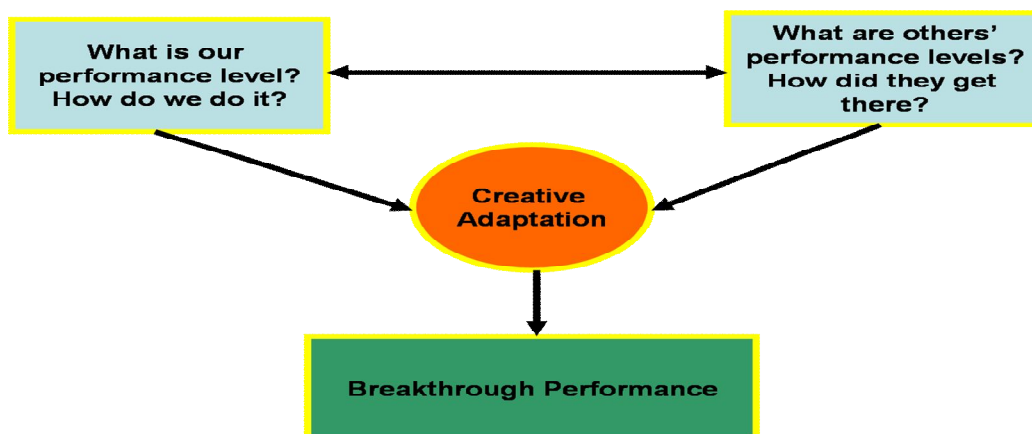 What is our
performance level?
How do we do it?
What are others’
performance levels?
How did they get
there?
Creative
Adaptation
Breakthrough Performance